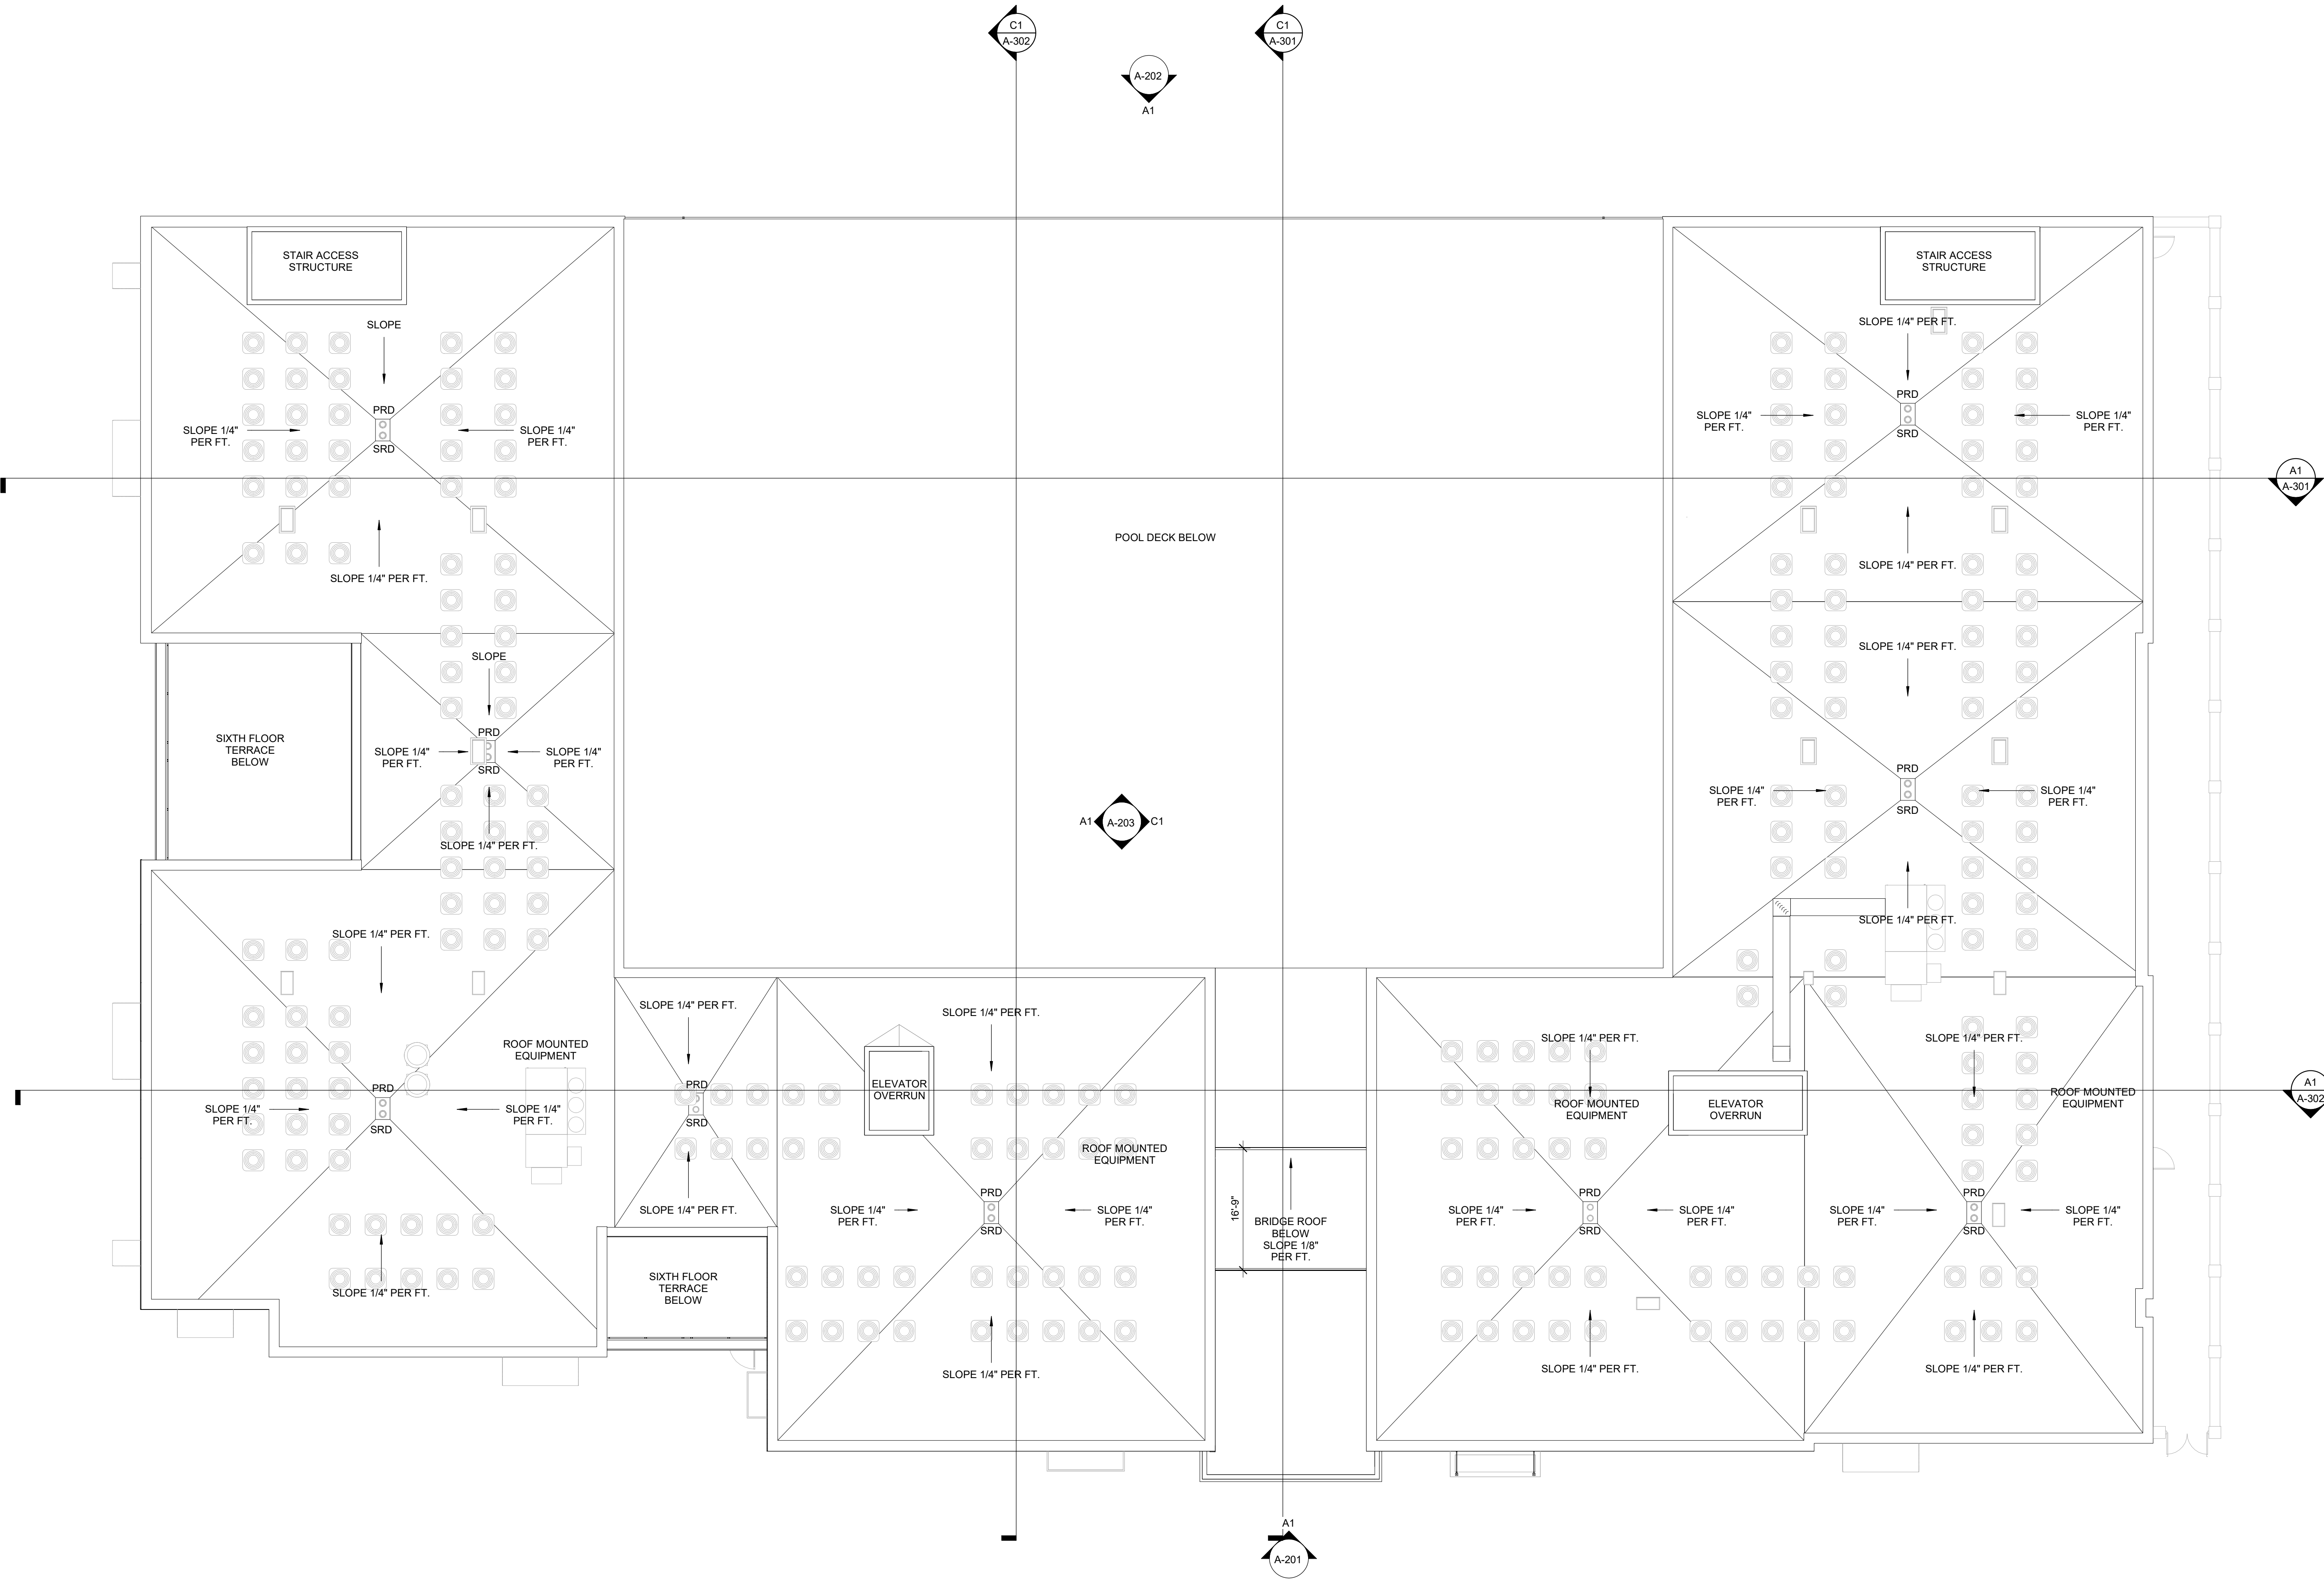 C1
A-302
C1
A-301
A-202
A1
STAIR ACCESS
STRUCTURE
STAIR ACCESS
STRUCTURE
SLOPE
SLOPE 1/4" PER FT.
PRD
SRD
SLOPE 1/4"
PER FT.
SLOPE 1/4"
PER FT.
PRD
SRD
SLOPE 1/4"
PER FT.
SLOPE 1/4"
PER FT.
A1
A-301
POOL DECK BELOW
SLOPE 1/4" PER FT.
SLOPE 1/4" PER FT.
SLOPE
SLOPE 1/4" PER FT.
SIXTH FLOOR
TERRACE
BELOW
PRD
SRD
SLOPE 1/4"
PER FT.
SLOPE 1/4"
PER FT.
PRD
SRD
SLOPE 1/4"
PER FT.
SLOPE 1/4"
PER FT.
A1
A-203
C1
SLOPE 1/4" PER FT.
SLOPE 1/4" PER FT.
SLOPE 1/4" PER FT.
SLOPE 1/4" PER FT.
SLOPE 1/4" PER FT.
SLOPE 1/4" PER FT.
SLOPE 1/4" PER FT.
ROOF MOUNTED
EQUIPMENT
PRD
SRD
SLOPE 1/4"
PER FT.
SLOPE 1/4"
PER FT.
PRD
SRD
ELEVATOR
OVERRUN
ROOF MOUNTED
EQUIPMENT
ELEVATOR
OVERRUN
ROOF MOUNTED
EQUIPMENT
A1
A-302
ROOF MOUNTED
EQUIPMENT
SLOPE 1/4" PER FT.
SLOPE 1/4"
PER FT.
PRD
SRD
SLOPE 1/4"
PER FT.
16'-9"
BRIDGE ROOF
BELOW
SLOPE 1/8"
PER FT.
SLOPE 1/4"
PER FT.
PRD
SRD
SLOPE 1/4"
PER FT.
SLOPE 1/4"
PER FT.
PRD
SRD
SLOPE 1/4"
PER FT.
SLOPE 1/4" PER FT.
SIXTH FLOOR
TERRACE
BELOW
SLOPE 1/4" PER FT.
SLOPE 1/4" PER FT.
SLOPE 1/4" PER FT.
A1
A-201